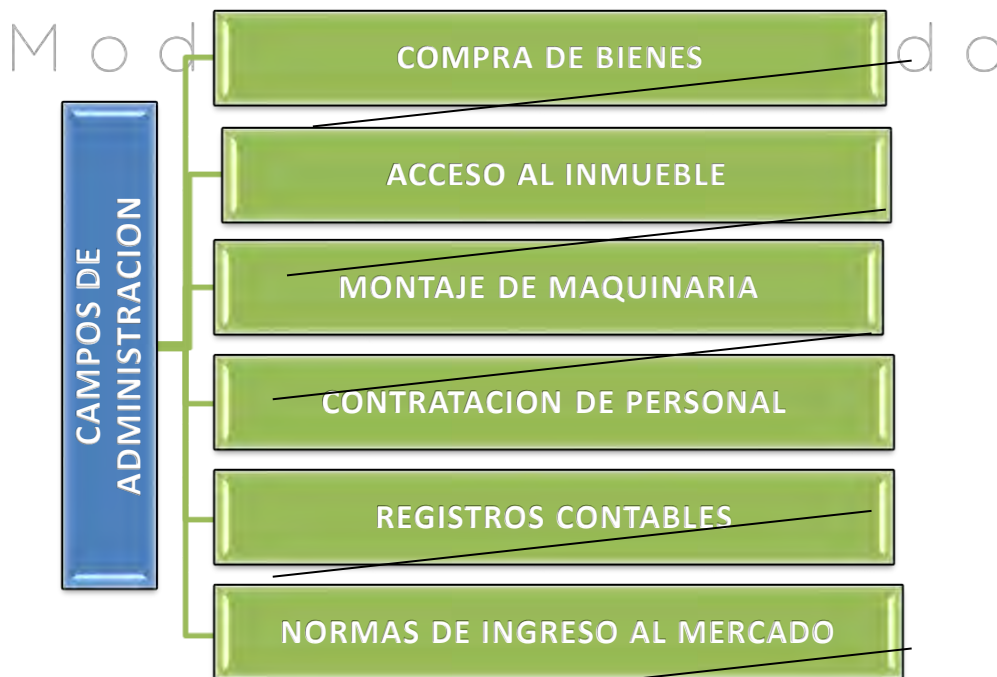 COMPRA DE BIENES
CAMPOS DE
ADMINISTRACION
ACCESO AL INMUEBLE
MONTAJE DE MAQUINARIA
CONTRATACION DE PERSONAL
REGISTROS CONTABLES
NORMAS DE INGRESO AL MERCADO